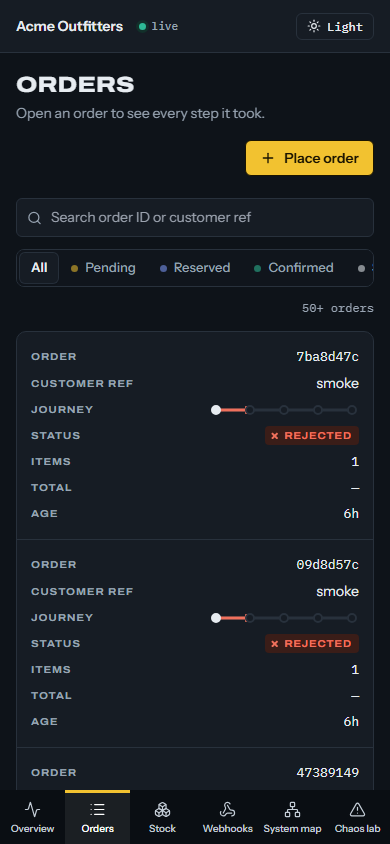 Acme Outfitters live Light
ORDERS
Open an order to see every step it took.
+ Place order
Search order ID or customer ref
All Pending Reserved Confirmed
50+ orders
ORDER 7ba8d47c
CUSTOMER REF smoke
JOURNEY
STATUS × REJECTED
ITEMS 1
TOTAL —
AGE 6h
ORDER 09d8d57c
CUSTOMER REF smoke
JOURNEY
STATUS × REJECTED
ITEMS 1
TOTAL —
AGE 6h
ORDER 47389149
Overview Orders Stock Webhooks System map Chaos lab